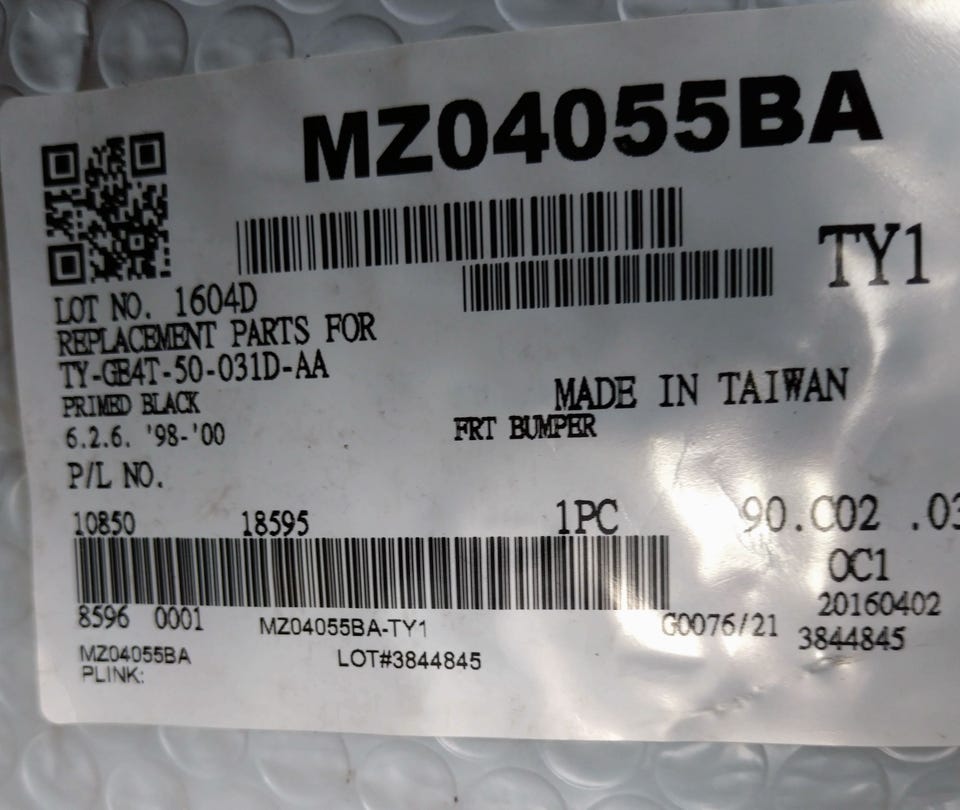 MZ04055BA
TY1
LOT NO. 1604D
REPLACEMENT PARTS FOR
TY-GE4T-50-031D-AA
MADE IN TAIWAN
PRIMED BLACK
FRT BUMPER
6.2.6. '98-'00
P/L NO.
10850 18595 1PC 90.C02 .03
OC1
8596 0001 MZ04055BA-TY1 G0076/21 20160402
MZ04055BA LOT#3844845 3844845
PLINK: